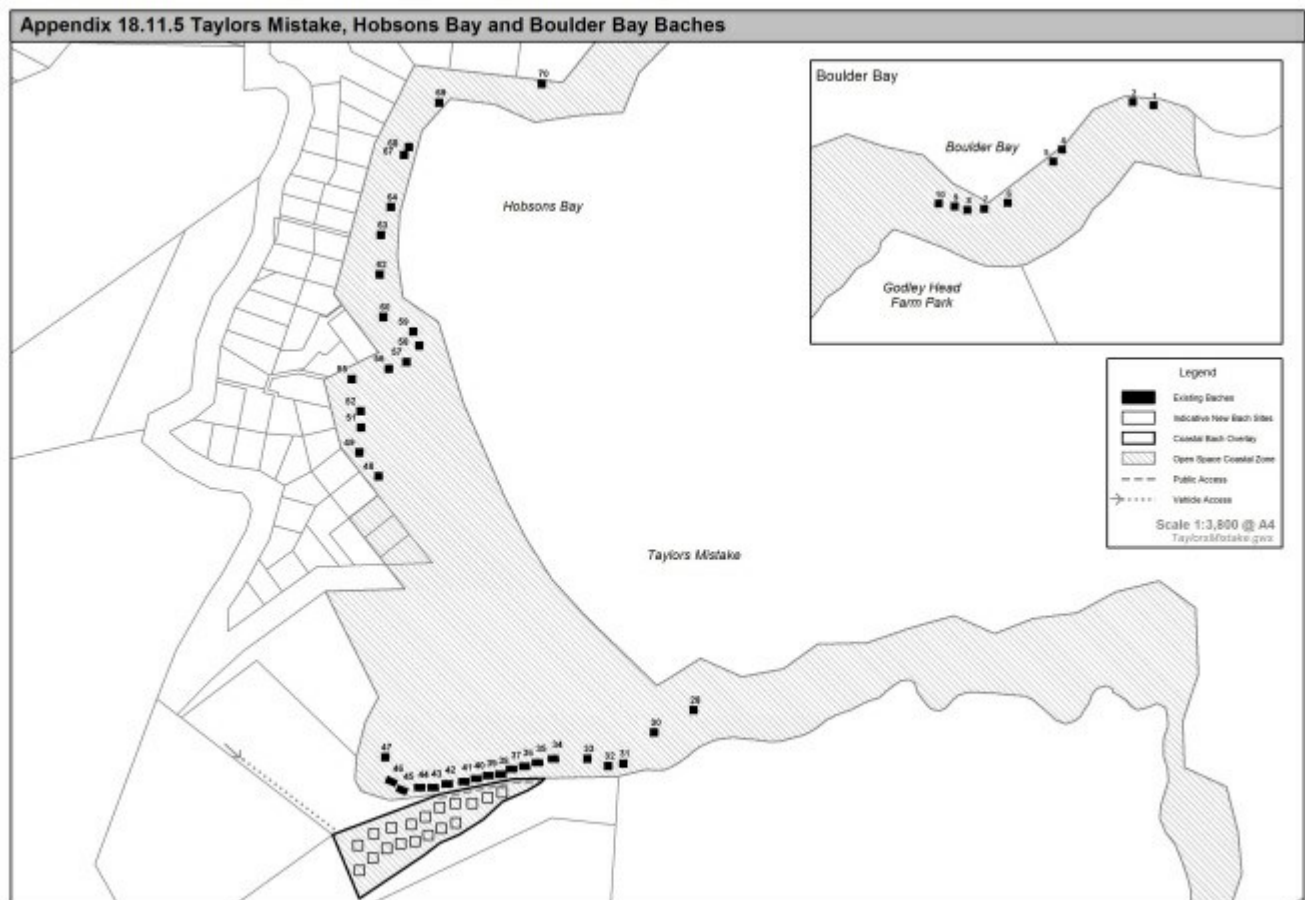 Appendix 18.11.5 Taylors Mistake, Hobsons Bay and Boulder Bay Baches
70
69
68
67
64
63
62
60
59
58
57
56
55
52
51
49
48
Hobsons Bay
Taylors Mistake
Boulder Bay
2
1
Boulder Bay
10
7
Godley Head
Farm Park
Legend
Existing Baches
Indicative New Bach Sites
Coastal Bach Overlay
Open Space Coastal Zone
Public Access
Vehicle Access
Scale 1:3,800 @ A4
TaylorsMistake.gws
30
31
32
33
34
35
36
37
38
39
40
41
42
43
44
45
46
47